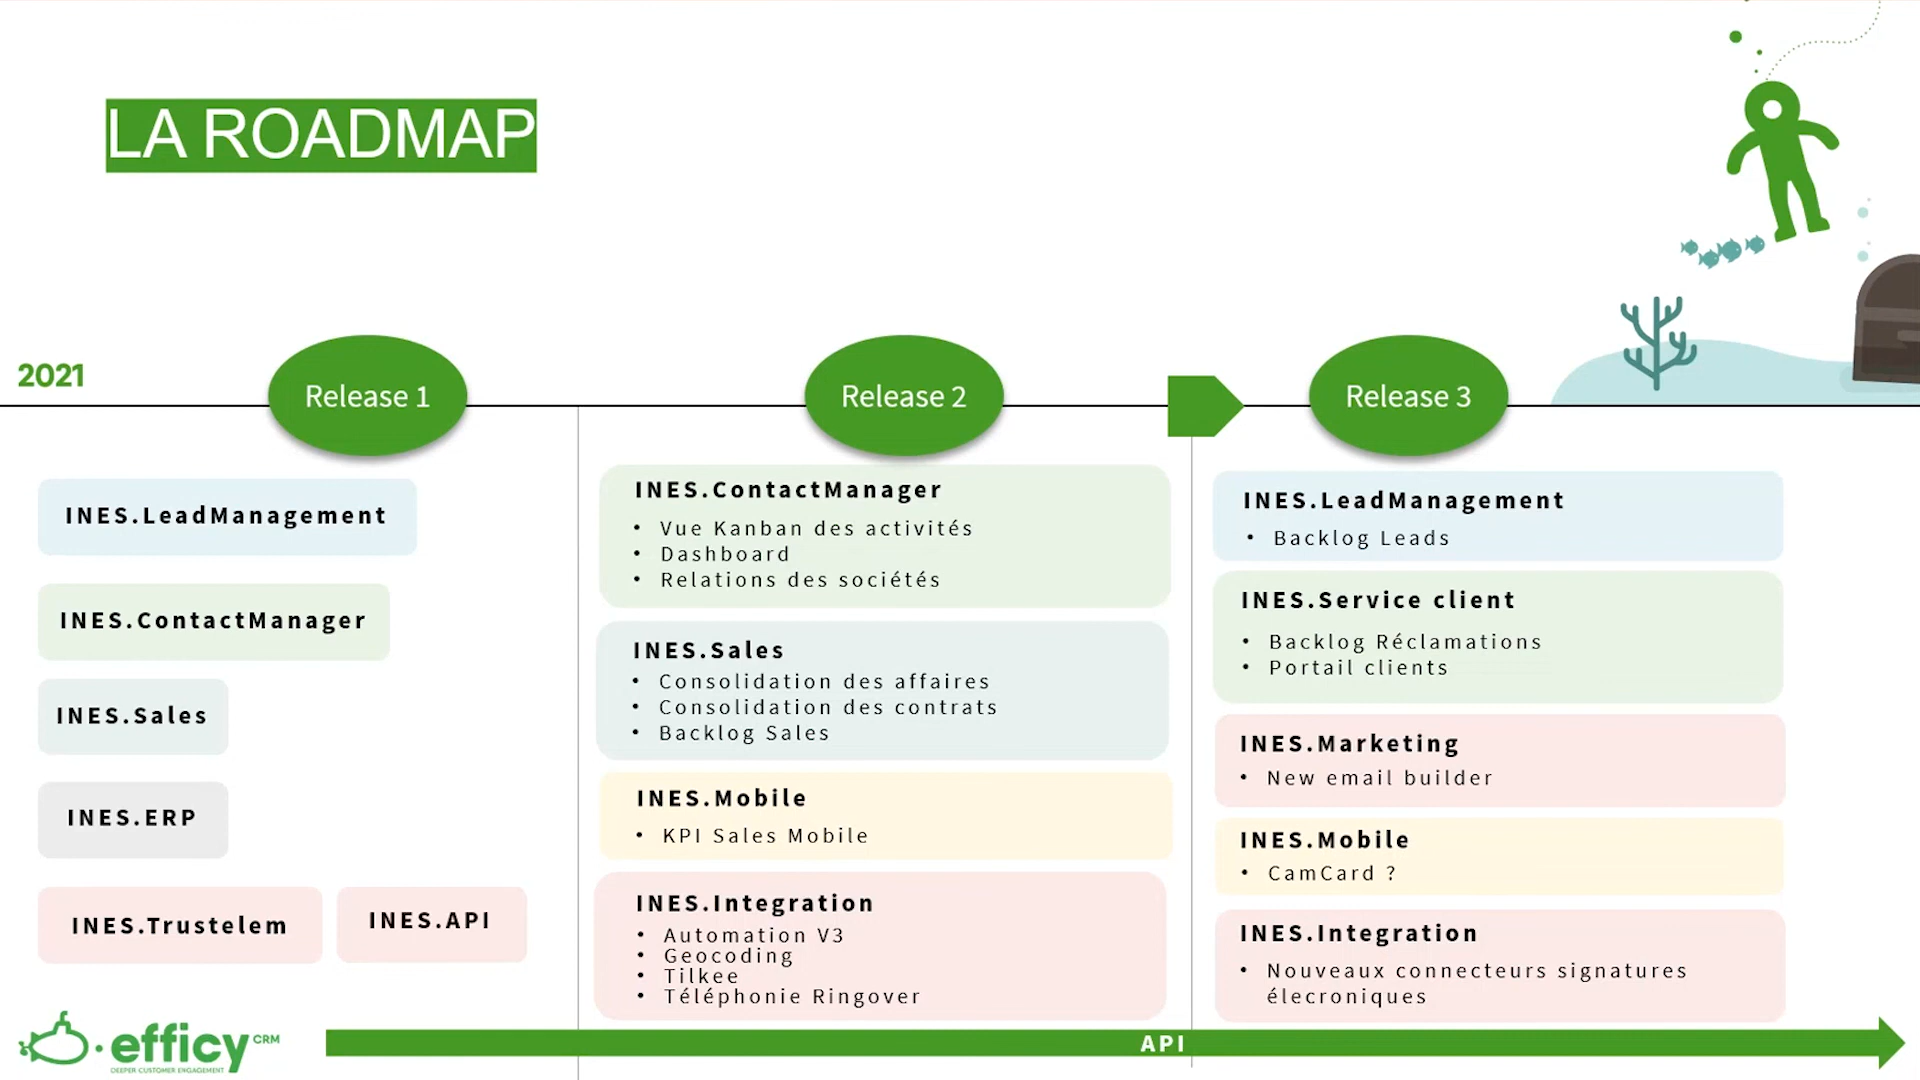 LA ROADMAP
2021
Release 1
Release 2
Release 3
INES.LeadManagement
INES.ContactManager
INES.Sales
INES.ERP
INES.Trustelem
INES.API
INES.ContactManager
• Vue Kanban des activités
• Dashboard
• Relations des sociétés
INES.Sales
• Consolidation des affaires
• Consolidation des contrats
• Backlog Sales
INES.Mobile
• KPI Sales Mobile
INES.Integration
• Automation V3
• Geocoding
• Tilkee
• Téléphonie Ringover
INES.LeadManagement
• Backlog Leads
INES.Service client
• Backlog Réclamations
• Portail clients
INES.Marketing
• New email builder
INES.Mobile
• CamCard ?
INES.Integration
• Nouveaux connecteurs signatures
élecroniques
efficy CRM
DEEPER CUSTOMER ENGAGEMENT
API